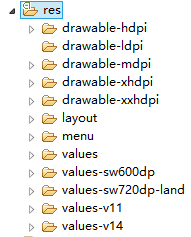 res
drawable-hdpi
drawable-ldpi
drawable-mdpi
drawable-xhdpi
drawable-xxhdpi
layout
menu
values
values-sw600dp
values-sw720dp-land
values-v11
values-v14